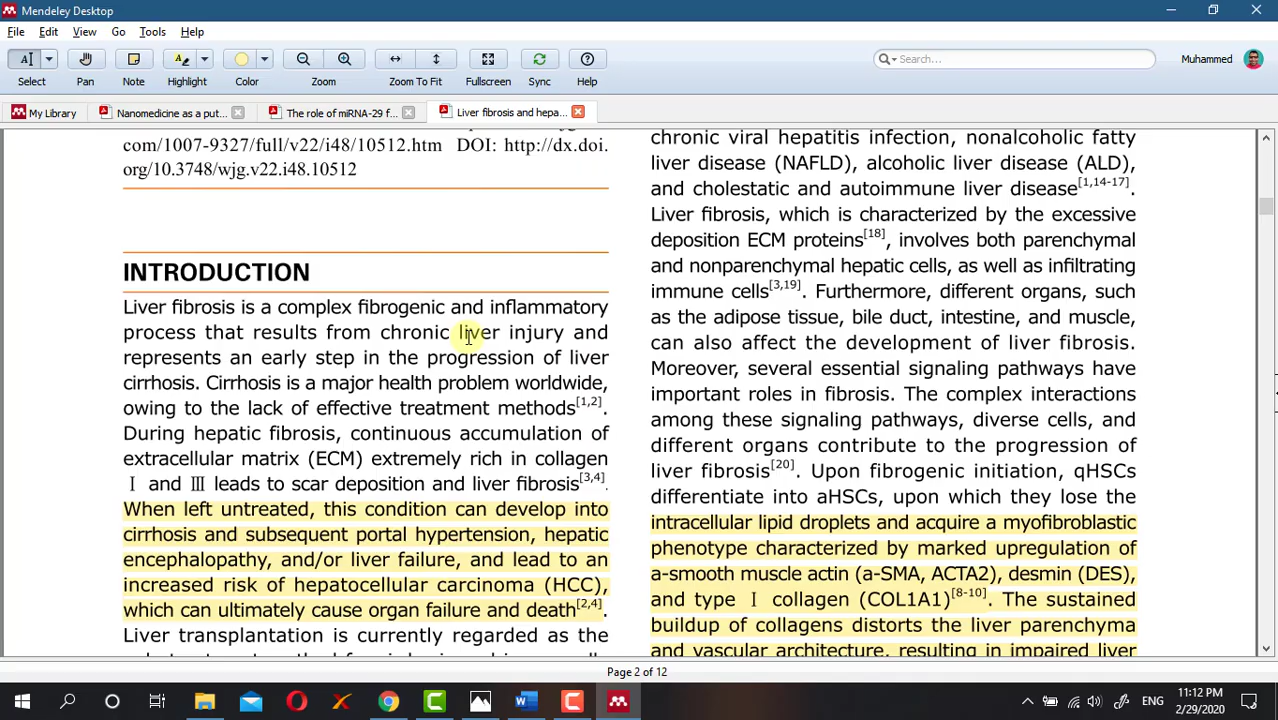 Mendeley Desktop
File Edit View Go Tools Help
Select Pan Note Highlight Color Zoom Zoom To Fit Fullscreen Sync Help
Search...
Muhammed
My Library
Nanomedicine as a put...
The role of miRNA-29 f...
Liver fibrosis and hepa...
com/1007-9327/full/v22/i48/10512.htm DOI: http://dx.doi.
org/10.3748/wjg.v22.i48.10512
INTRODUCTION
Liver fibrosis is a complex fibrogenic and inflammatory
process that results from chronic liver injury and
represents an early step in the progression of liver
cirrhosis. Cirrhosis is a major health problem worldwide,
owing to the lack of effective treatment methods[1,2].
During hepatic fibrosis, continuous accumulation of
extracellular matrix (ECM) extremely rich in collagen
Ⅰ and Ⅲ leads to scar deposition and liver fibrosis[3,4].
When left untreated, this condition can develop into
cirrhosis and subsequent portal hypertension, hepatic
encephalopathy, and/or liver failure, and lead to an
increased risk of hepatocellular carcinoma (HCC),
which can ultimately cause organ failure and death[2,4].
Liver transplantation is currently regarded as the
chronic viral hepatitis infection, nonalcoholic fatty
liver disease (NAFLD), alcoholic liver disease (ALD),
and cholestatic and autoimmune liver disease[1,14-17].
Liver fibrosis, which is characterized by the excessive
deposition ECM proteins[18], involves both parenchymal
and nonparenchymal hepatic cells, as well as infiltrating
immune cells[3,19]. Furthermore, different organs, such
as the adipose tissue, bile duct, intestine, and muscle,
can also affect the development of liver fibrosis.
Moreover, several essential signaling pathways have
important roles in fibrosis. The complex interactions
among these signaling pathways, diverse cells, and
different organs contribute to the progression of
liver fibrosis[20]. Upon fibrogenic initiation, qHSCs
differentiate into aHSCs, upon which they lose the
intracellular lipid droplets and acquire a myofibroblastic
phenotype characterized by marked upregulation of
a-smooth muscle actin (a-SMA, ACTA2), desmin (DES),
and type Ⅰ collagen (COL1A1)[8-10]. The sustained
buildup of collagens distorts the liver parenchyma
and vascular architecture, resulting in impaired liver
Page 2 of 12
ENG
11:12 PM
2/29/2020